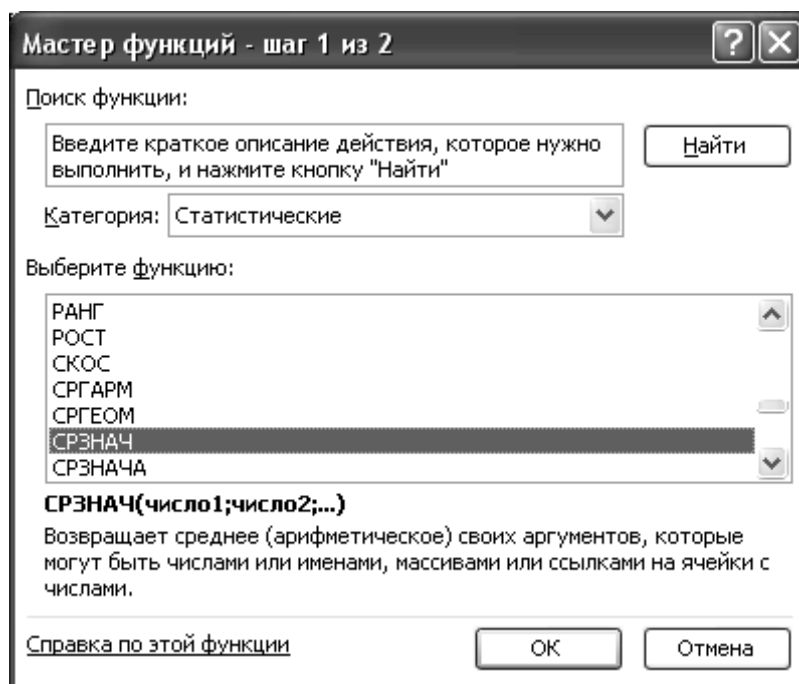 Мастер функций - шаг 1 из 2
Поиск функции:
Введите краткое описание действия, которое нужно
выполнить, и нажмите кнопку "Найти"
Найти
Категория: Статистические
Выберите функцию:
РАНГ
РОСТ
СКОС
СРГАРМ
СРГЕОМ
СРЗНАЧ
СРЗНАЧА
СРЗНАЧ(число1;число2;...)
Возвращает среднее (арифметическое) своих аргументов, которые
могут быть числами или именами, массивами или ссылками на ячейки с
числами.
Справка по этой функции
ОК
Отмена